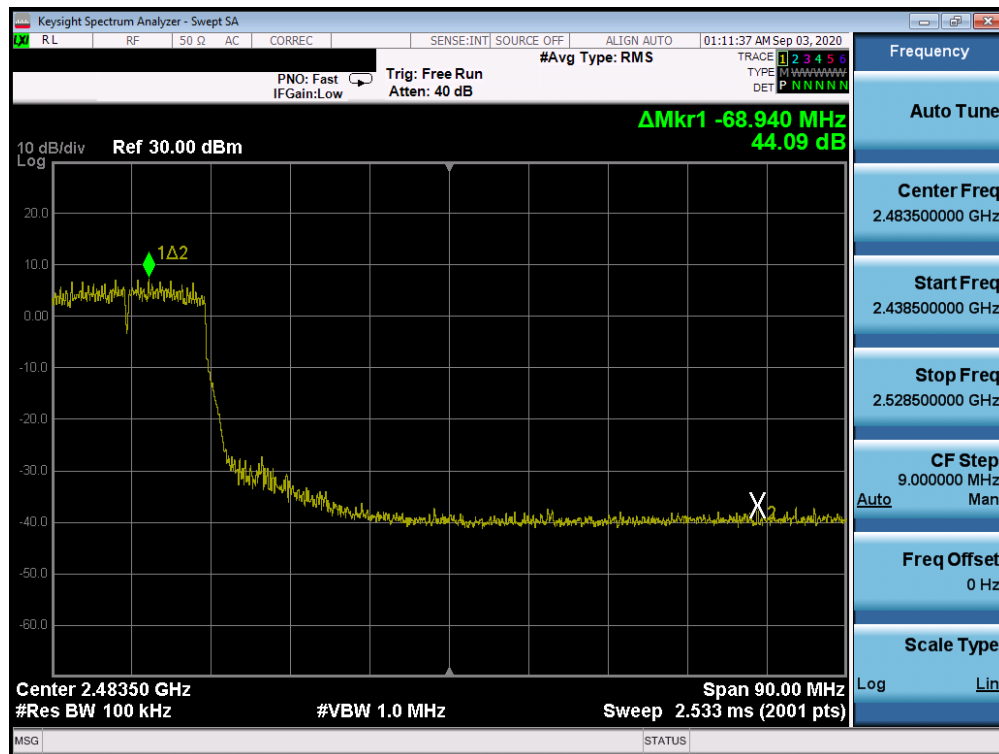 Keysight Spectrum Analyzer - Swept SA
LXI RL RF 50 Ω AC CORREC SENSE:INT SOURCE OFF ALIGN AUTO 01:11:37 AM Sep 03, 2020
#Avg Type: RMS
TRACE 1 2 3 4 5 6
PNO: Fast
Trig: Free Run
TYPE M WWWWW
IFGain:Low
Atten: 40 dB
DET P N N N N N
ΔMkr1 -68.940 MHz
44.09 dB
10 dB/div Ref 30.00 dBm
Log
20.0
1Δ2
10.0
0.00
-10.0
-20.0
-30.0
X2
-40.0
-50.0
-60.0
Center 2.48350 GHz Span 90.00 MHz
#Res BW 100 kHz #VBW 1.0 MHz Sweep 2.533 ms (2001 pts)
MSG STATUS
Frequency
Auto Tune
Center Freq
2.483500000 GHz
Start Freq
2.438500000 GHz
Stop Freq
2.528500000 GHz
CF Step
9.000000 MHz
Auto Man
Freq Offset
0 Hz
Scale Type
Log Lin